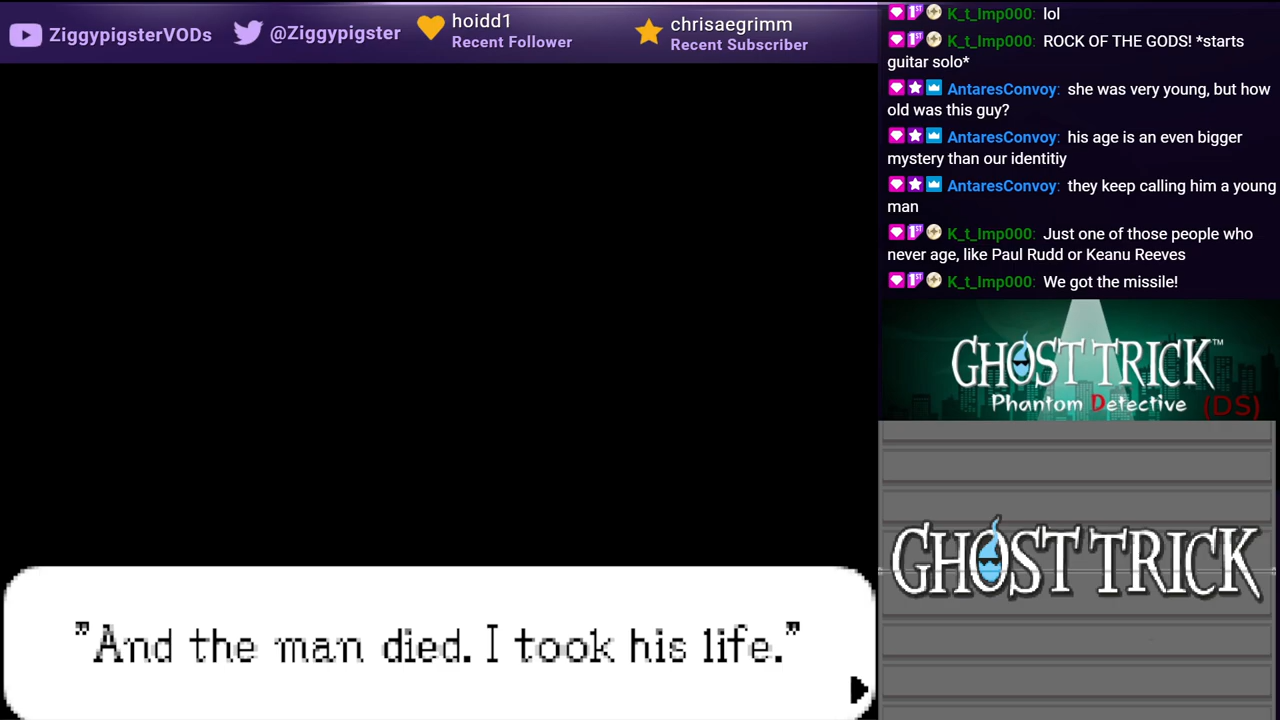 ZiggypigsterVODs
@Ziggypigster
hoidd1
Recent Follower
chrisaegrimm
Recent Subscriber
K_t_Imp000: lol
K_t_Imp000: ROCK OF THE GODS! *starts
guitar solo*
AntaresConvoy: she was very young, but how
old was this guy?
AntaresConvoy: his age is an even bigger
mystery than our identitiy
AntaresConvoy: they keep calling him a young
man
K_t_Imp000: Just one of those people who
never age, like Paul Rudd or Keanu Reeves
K_t_Imp000: We got the missile!
GHOST TRICK™
Phantom Detective (DS)
GHOST TRICK
"And the man died. I took his life."